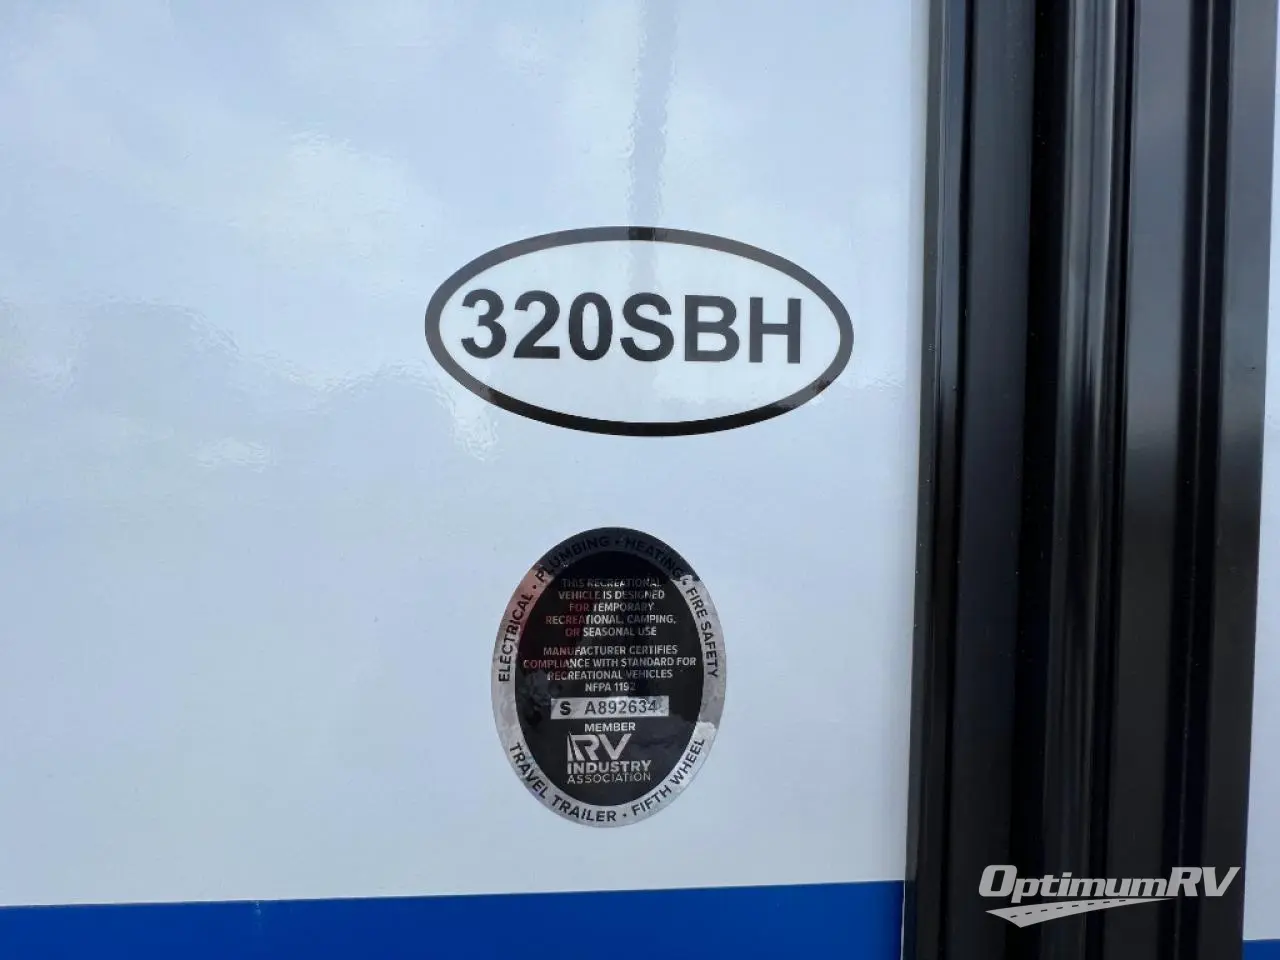 320SBH
ELECTRICAL · PLUMBING · HEATING · FIRE SAFETY
THIS RECREATIONAL
VEHICLE IS DESIGNED
FOR TEMPORARY
RECREATIONAL, CAMPING,
OR SEASONAL USE
MANUFACTURER CERTIFIES
COMPLIANCE WITH STANDARD FOR
RECREATIONAL VEHICLES
NFPA 1192
S A892634
MEMBER
RV
INDUSTRY
ASSOCIATION
TRAVEL TRAILER · FIFTH WHEEL
OptimumRV